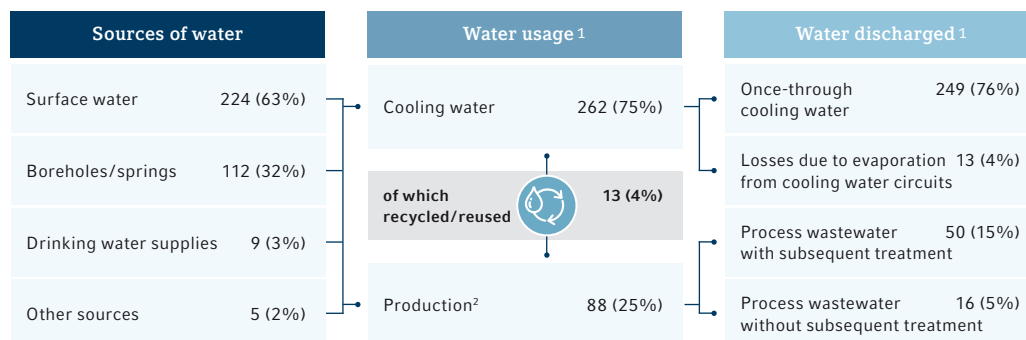 Sources of water
Surface water 224 (63%)
Boreholes/springs 112 (32%)
Drinking water supplies 9 (3%)
Other sources 5 (2%)
Water usage 1
Cooling water 262 (75%)
of which 13 (4%)
recycled/reused
Production² 88 (25%)
Water discharged 1
Once-through 249 (76%)
cooling water
Losses due to evaporation 13 (4%)
from cooling water circuits
Process wastewater 50 (15%)
with subsequent treatment
Process wastewater 16 (5%)
without subsequent treatment